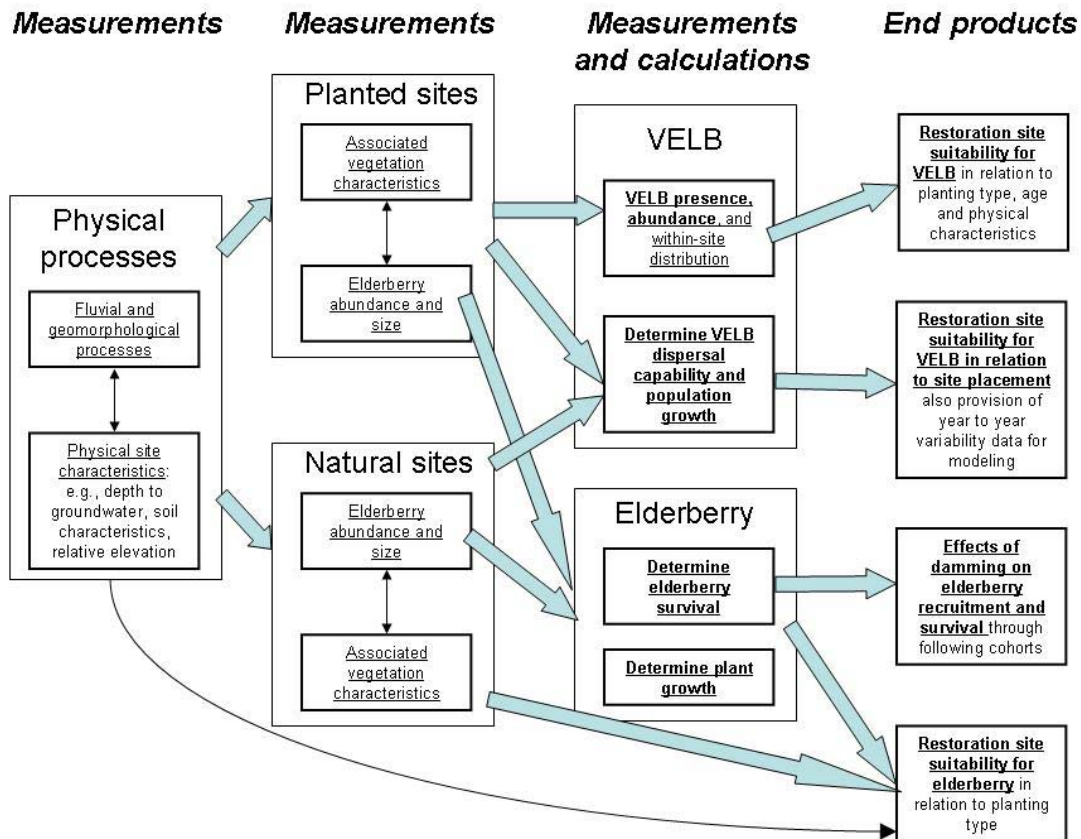 Measurements
Measurements
Measurements
and calculations
End products
Physical
processes
Fluvial and
geomorphological
processes
Physical site
characteristics:
e.g., depth to
groundwater, soil
characteristics,
relative elevation
Planted sites
Associated
vegetation
characteristics
Elderberry
abundance and
size
Natural sites
Elderberry
abundance and
size
Associated
vegetation
characteristics
VELB
VELB presence,
abundance, and
within-site
distribution
Determine VELB
dispersal
capability and
population
growth
Elderberry
Determine
elderberry
survival
Determine plant
growth
Restoration site
suitability for
VELB in relation to
planting type, age
and physical
characteristics
Restoration site
suitability for
VELB in relation
to site placement
also provision of
year to year
variability data for
modeling
Effects of
damming on
elderberry
recruitment and
survival through
following cohorts
Restoration site
suitability for
elderberry in
relation to planting
type